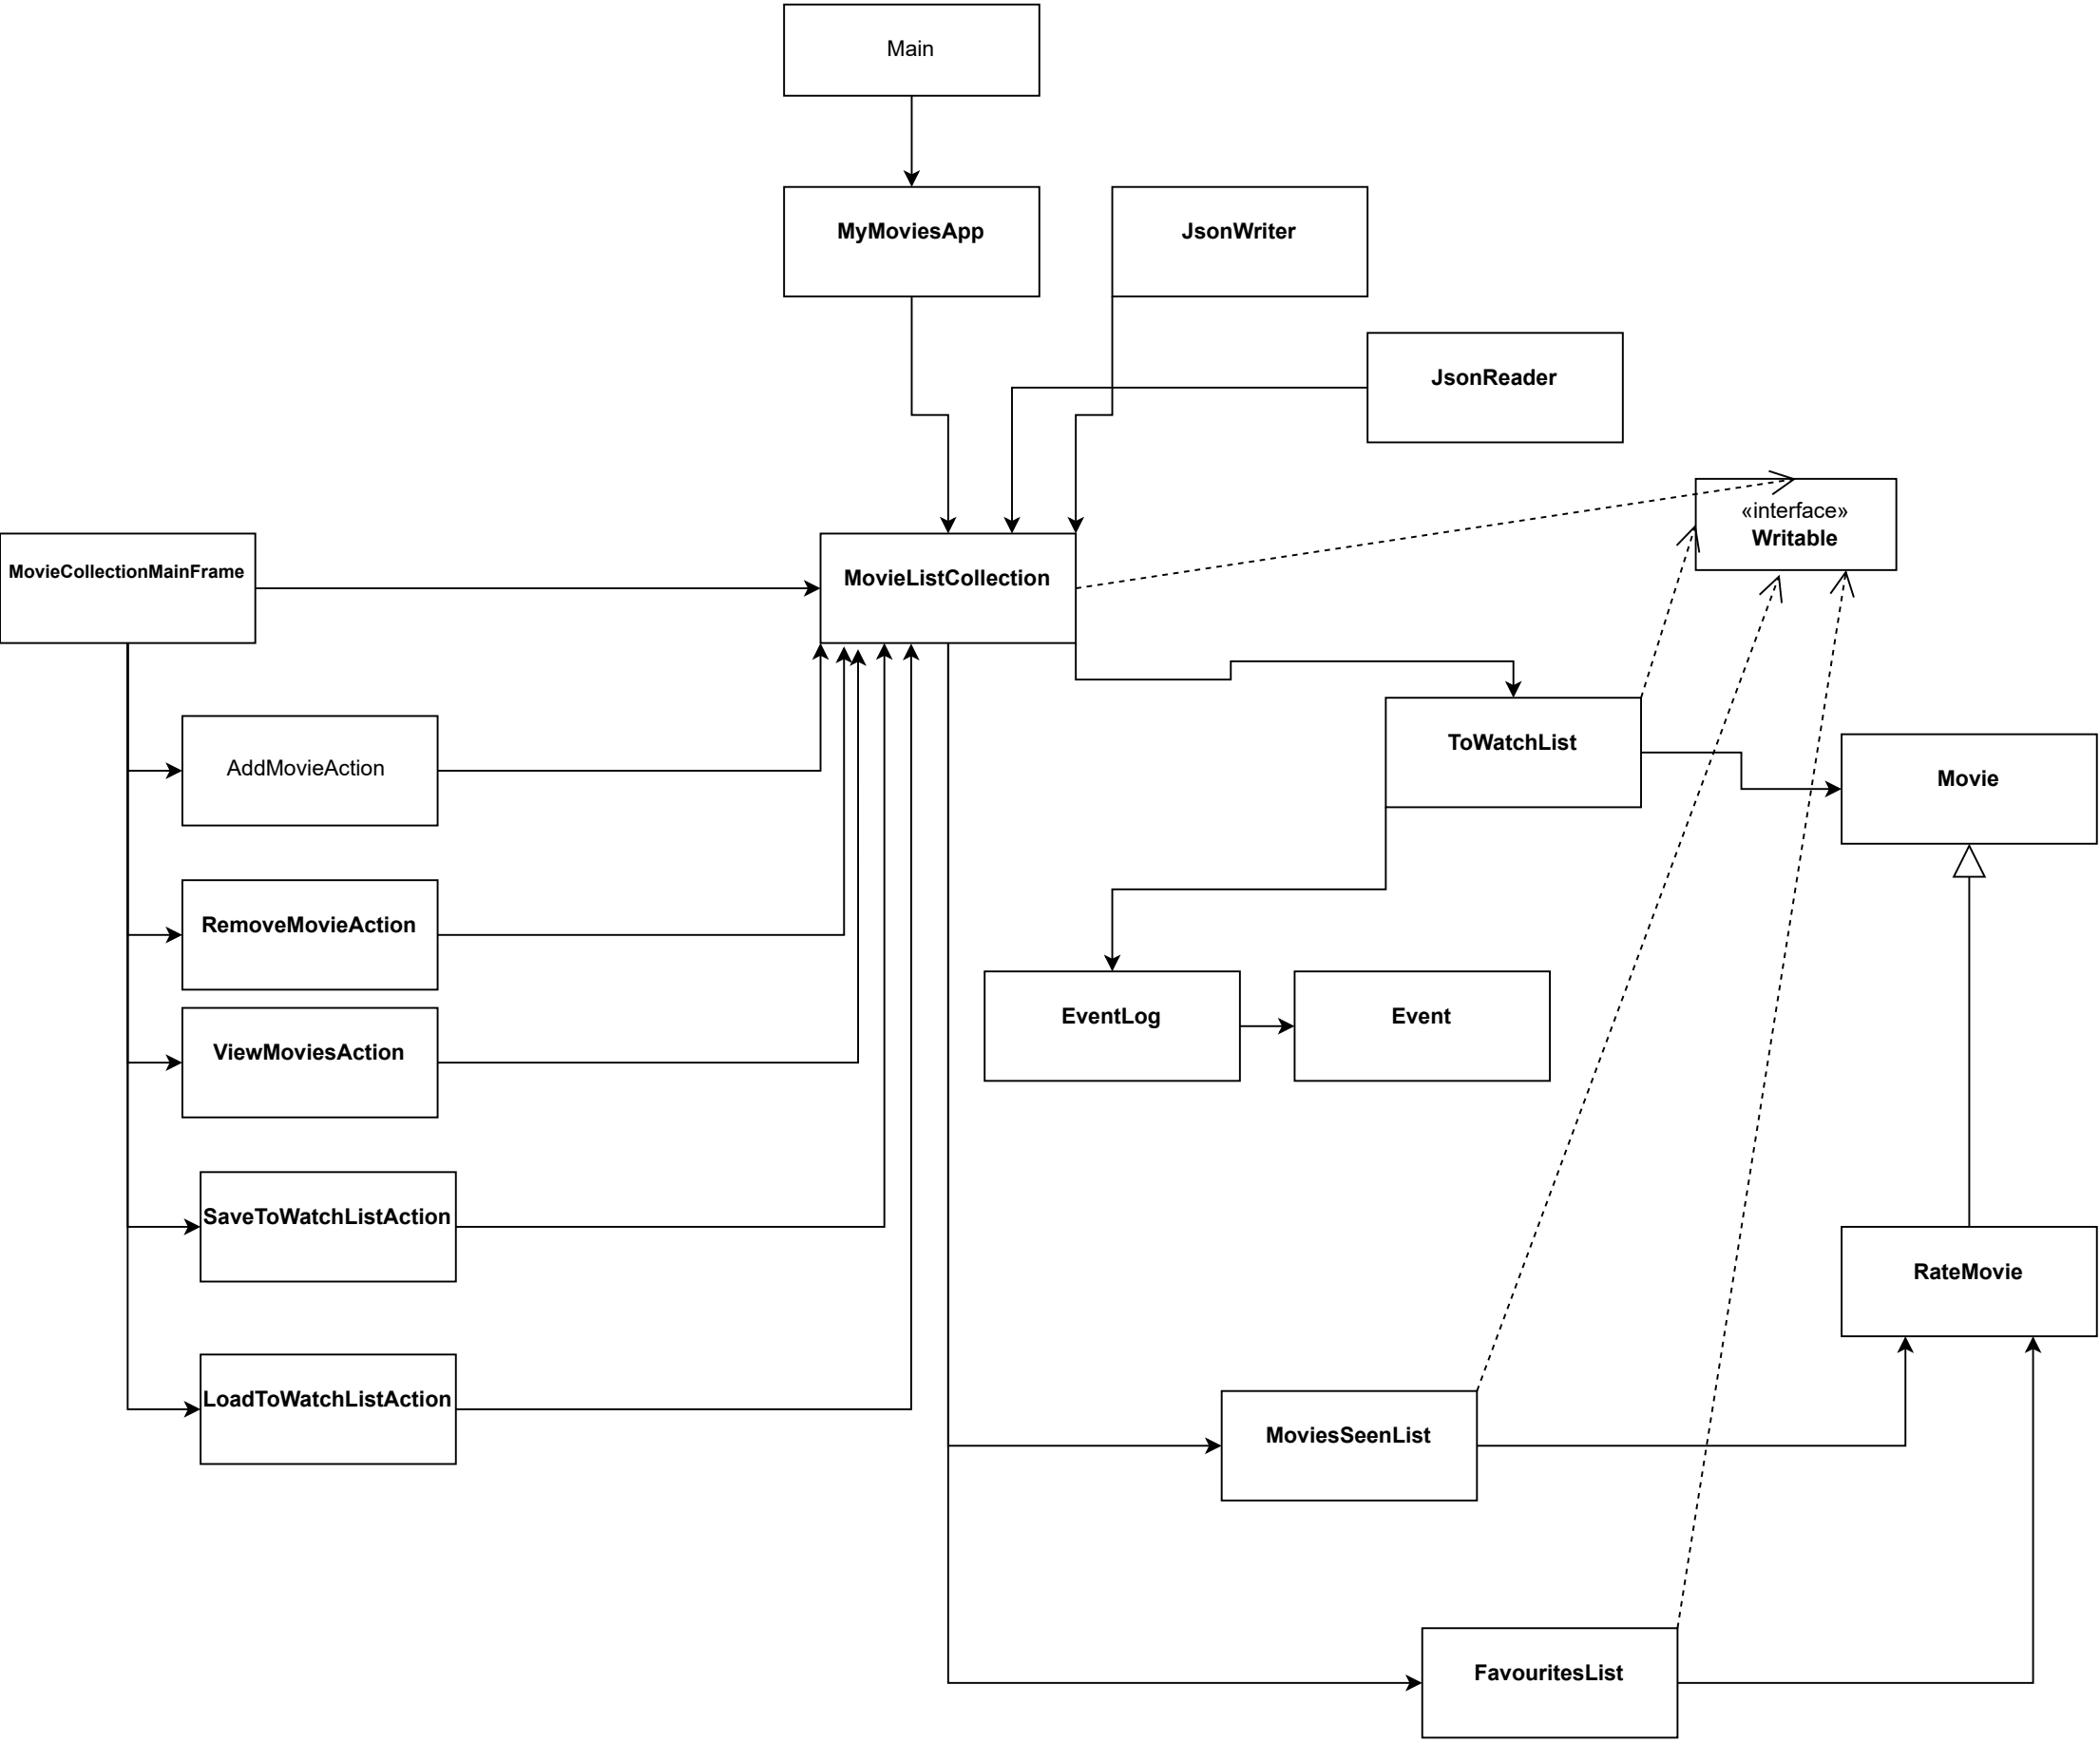 Main
MyMoviesApp
JsonWriter
JsonReader
«interface»
Writable
MovieCollectionMainFrame
MovieListCollection
ToWatchList
AddMovieAction
Movie
RemoveMovieAction
EventLog
Event
ViewMoviesAction
SaveToWatchListAction
RateMovie
LoadToWatchListAction
MoviesSeenList
FavouritesList